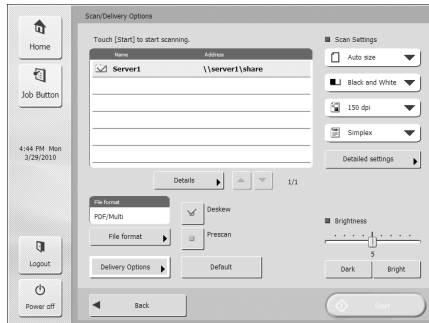 Scan/Delivery Options
Home
Job Button
4:44 PM Mon
3/29/2010
Logout
Power off
Touch [Start] to start scanning.
Name Address
Server1 \\server1\share
Details
1/1
File format
PDF/Multi
File format
Delivery Options
Deskew
Prescan
Default
Back
Scan Settings
Auto size
Black and White
150 dpi
Simplex
Detailed settings
Brightness
5
Dark Bright
Start